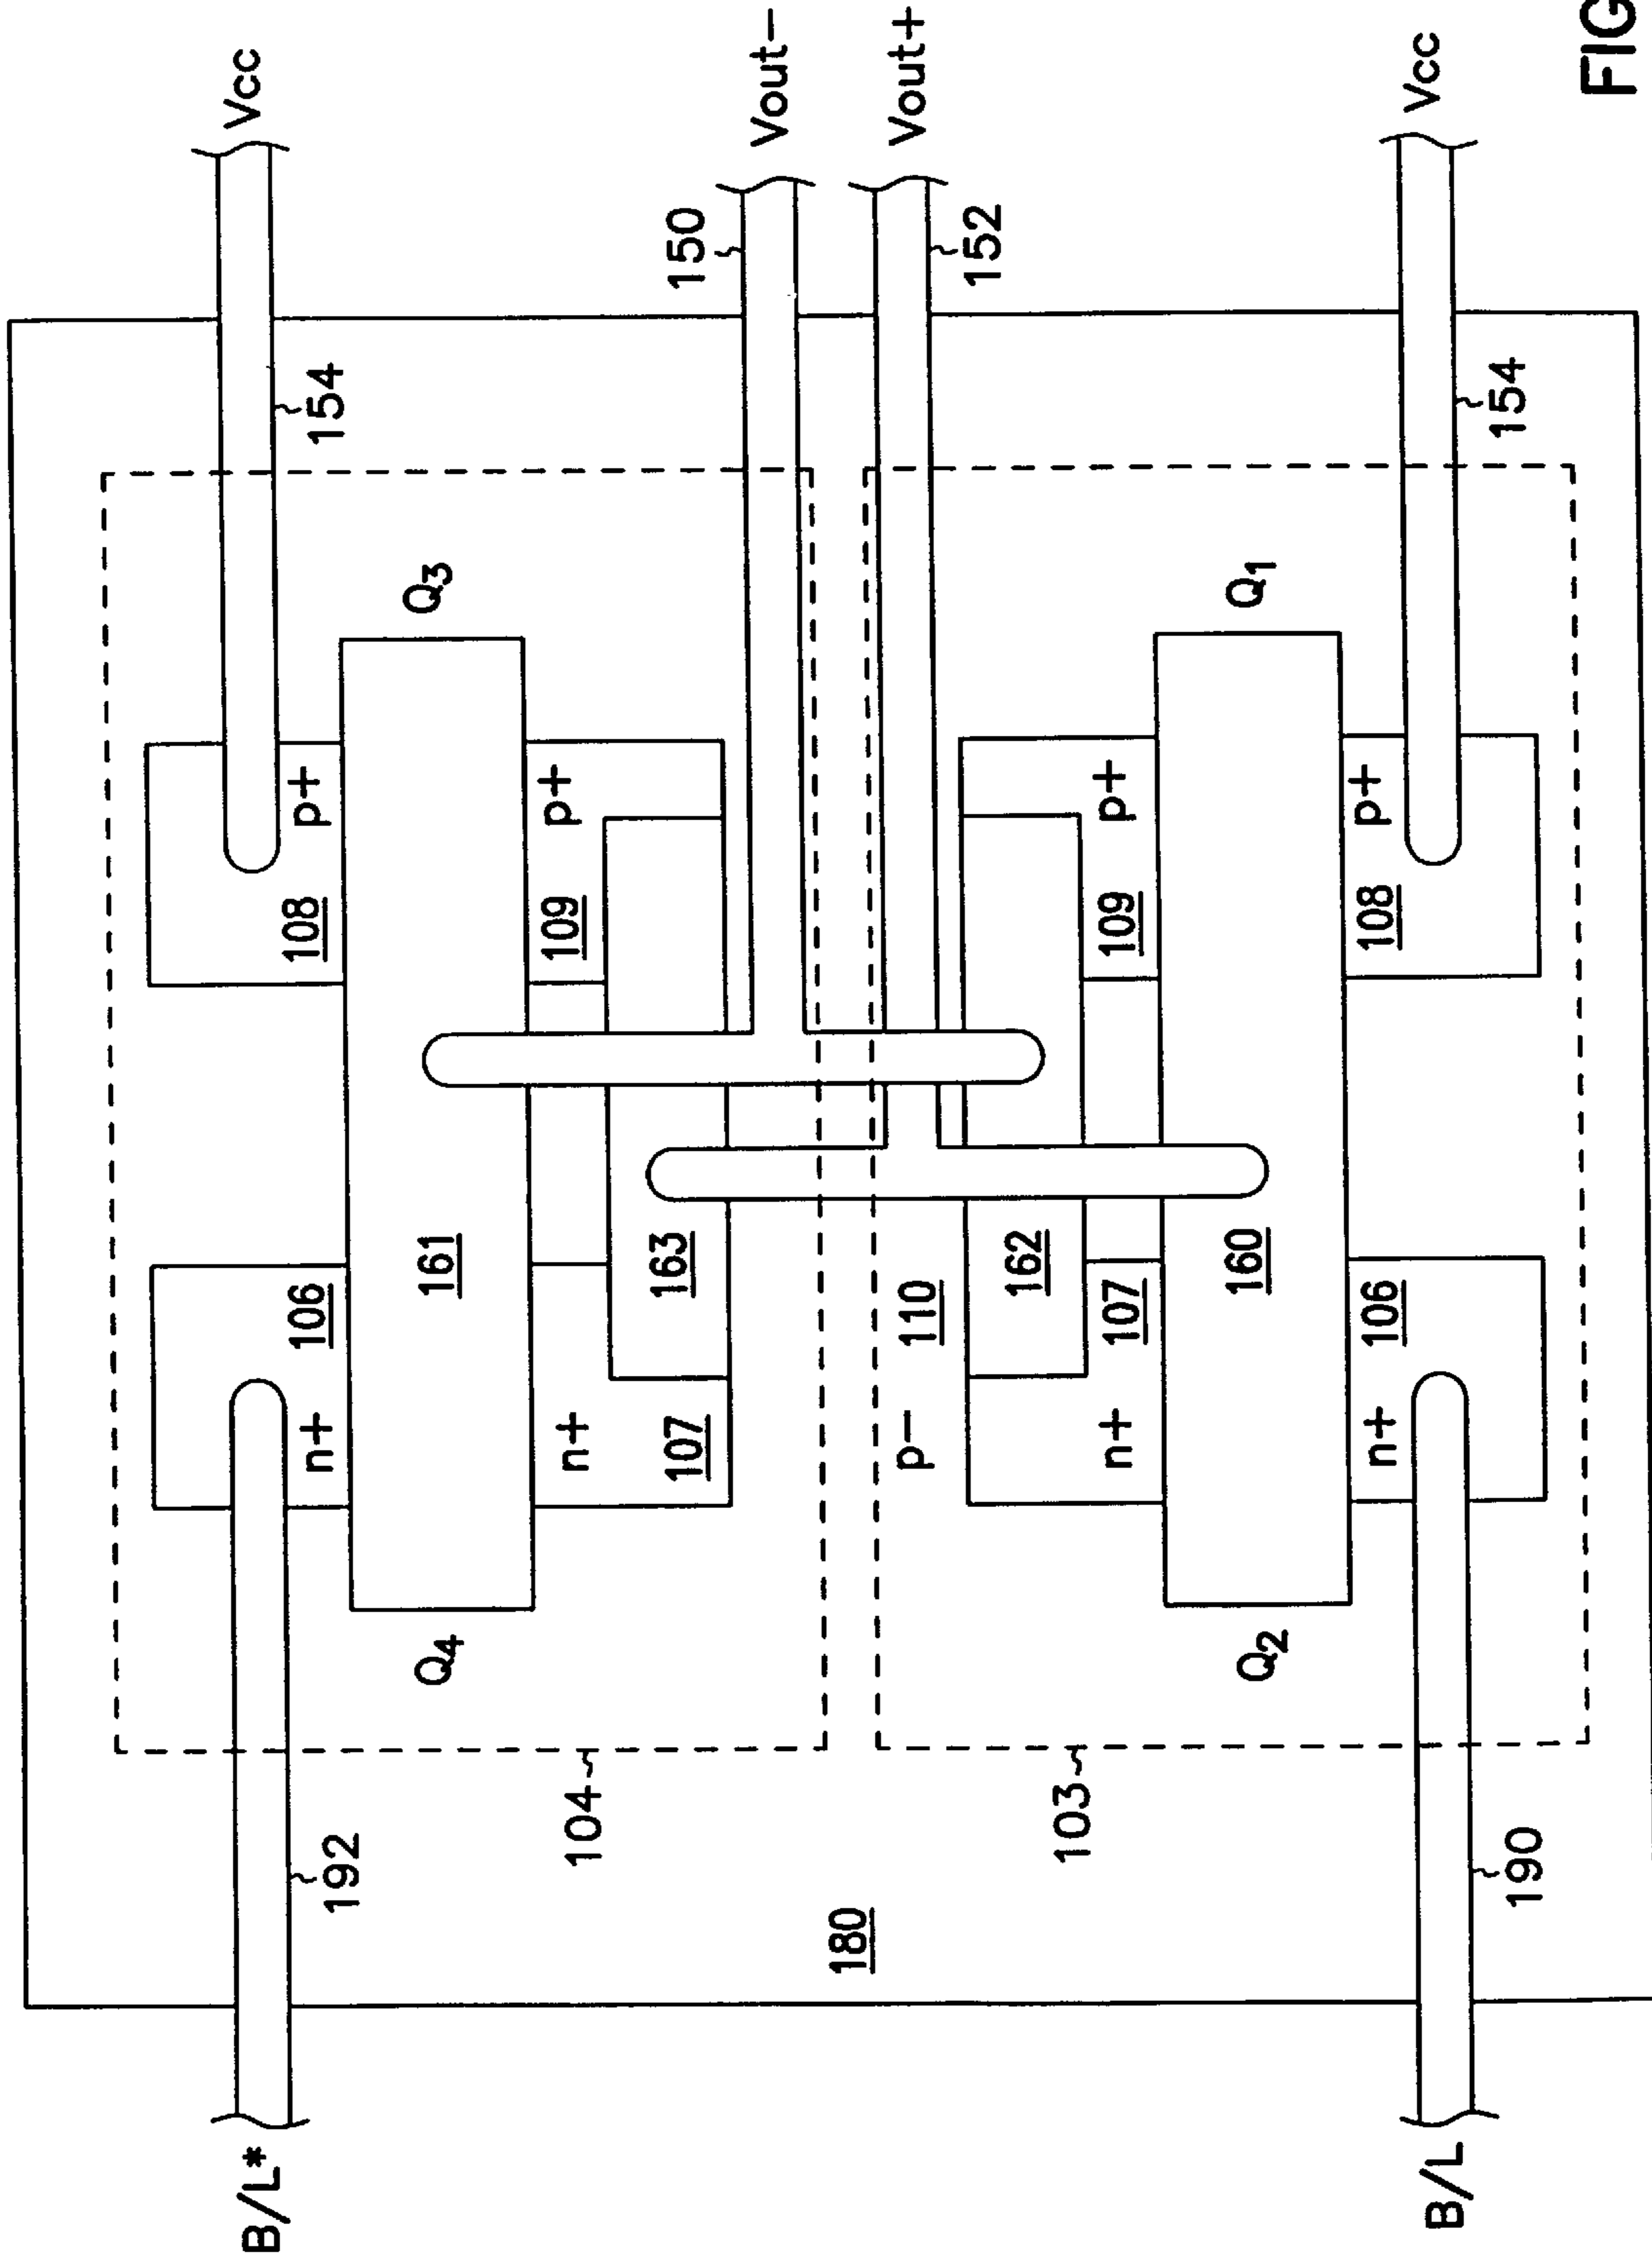 B/L*
192
Vcc
154
Q4
n+
106
108
p+
Q3
161
n+
107
163
109
p+
150
Vout−
104
180
p−
110
152
Vout+
103
n+
107
162
109
p+
Q2
160
Q1
n+
106
108
p+
B/L
190
154
Vcc
FIG